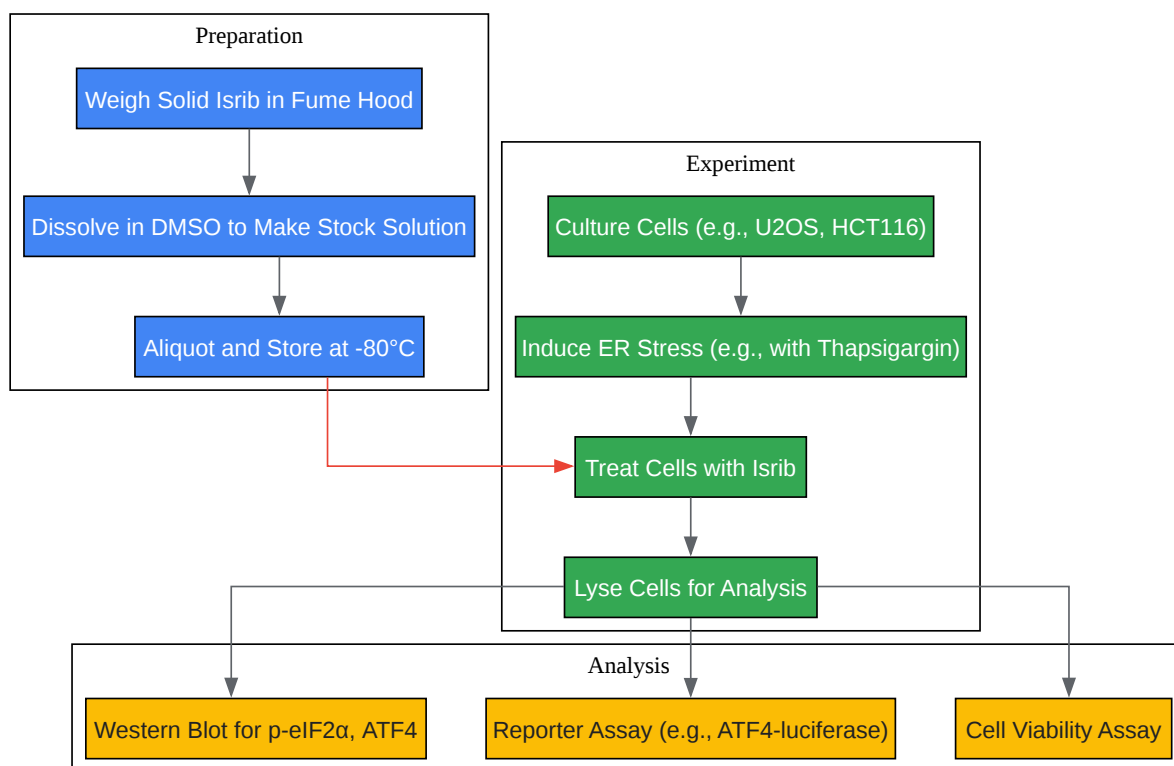 Preparation
Weigh Solid Isrib in Fume Hood
Dissolve in DMSO to Make Stock Solution
Aliquot and Store at -80°C
Experiment
Culture Cells (e.g., U2OS, HCT116)
Induce ER Stress (e.g., with Thapsigargin)
Treat Cells with Isrib
Lyse Cells for Analysis
Analysis
Western Blot for p-eIF2α, ATF4
Reporter Assay (e.g., ATF4-luciferase)
Cell Viability Assay